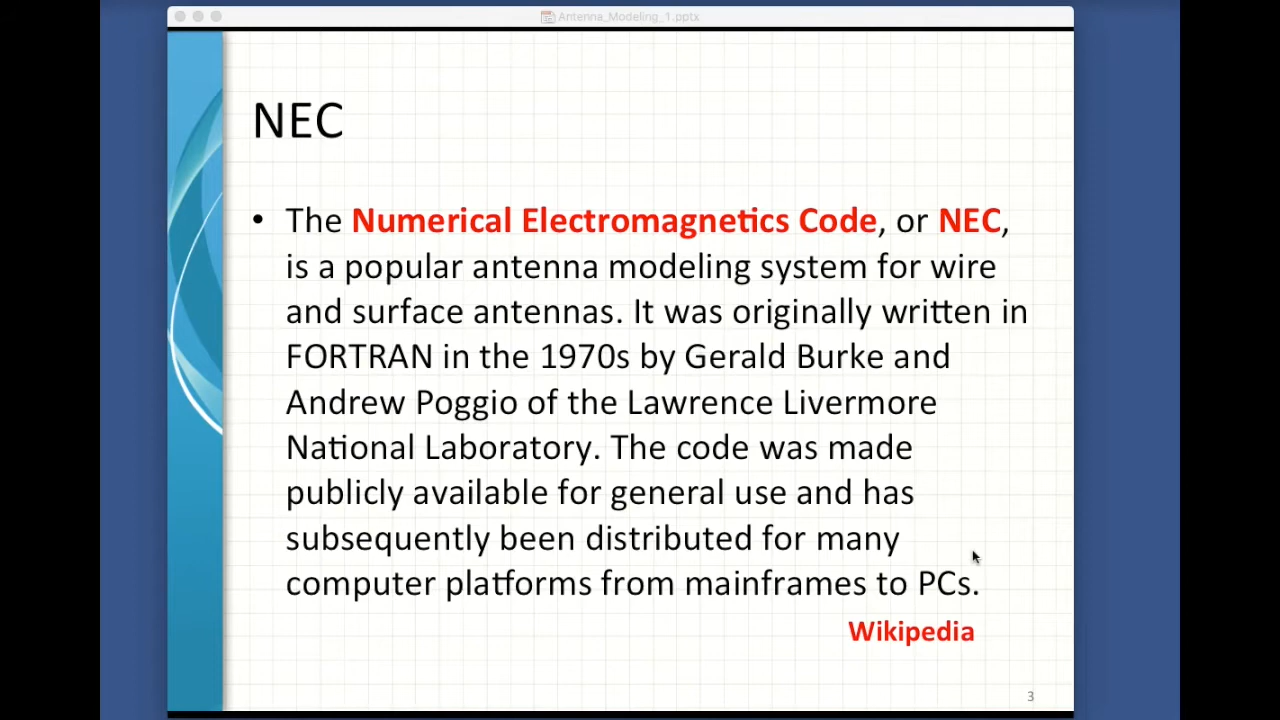 Antenna_Modeling_1.pptx
NEC
• The Numerical Electromagnetics Code, or NEC,
is a popular antenna modeling system for wire
and surface antennas. It was originally written in
FORTRAN in the 1970s by Gerald Burke and
Andrew Poggio of the Lawrence Livermore
National Laboratory. The code was made
publicly available for general use and has
subsequently been distributed for many
computer platforms from mainframes to PCs.
Wikipedia
3